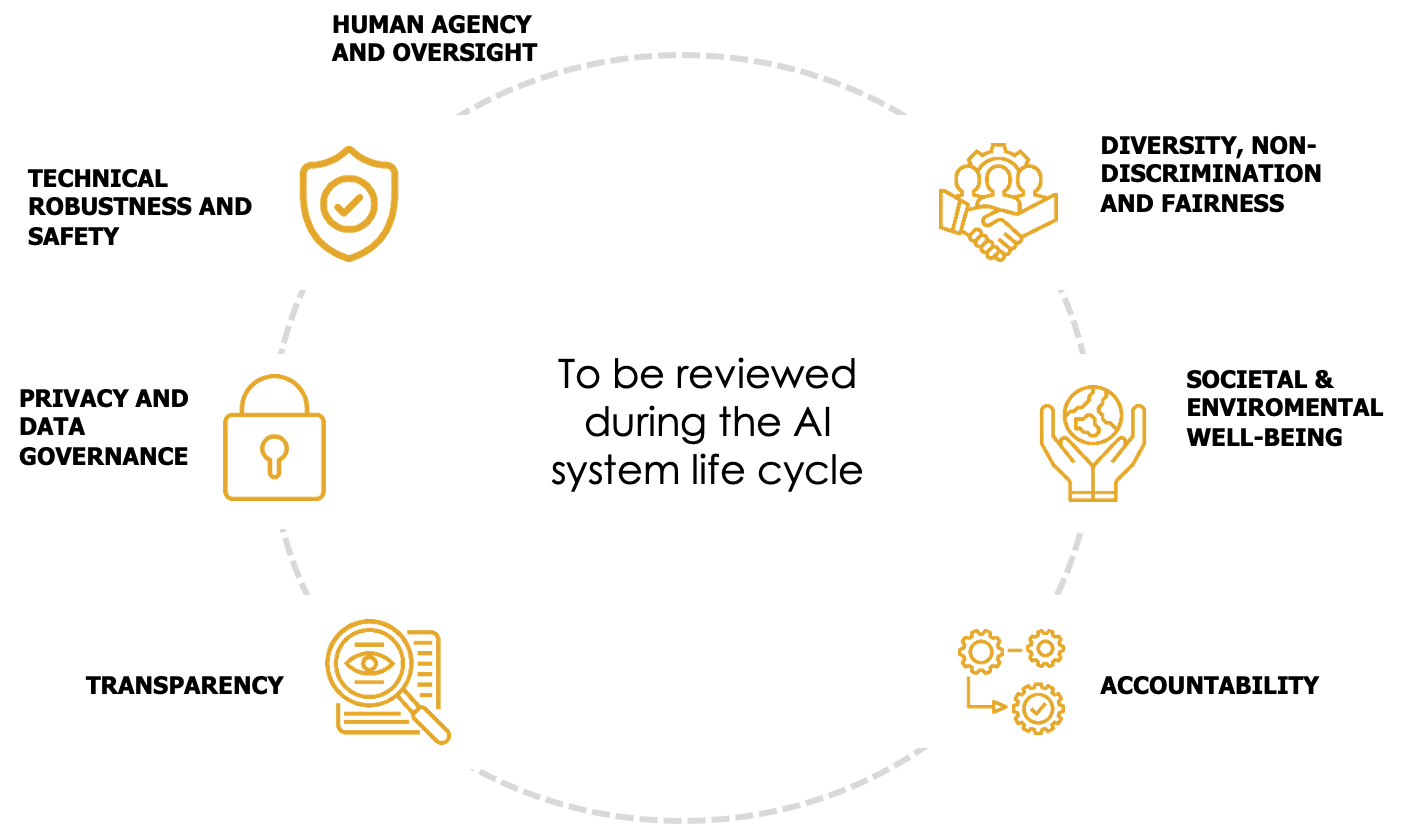 HUMAN AGENCY
AND OVERSIGHT
TECHNICAL
ROBUSTNESS AND
SAFETY
DIVERSITY, NON-
DISCRIMINATION
AND FAIRNESS
PRIVACY AND
DATA
GOVERNANCE
To be reviewed
during the AI
system life cycle
SOCIETAL &
ENVIROMENTAL
WELL-BEING
TRANSPARENCY
ACCOUNTABILITY